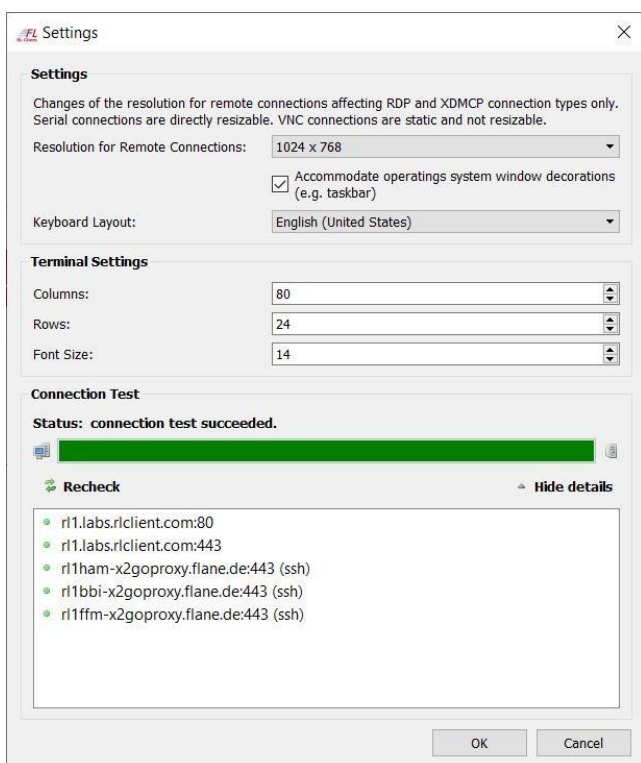 FL Settings
Settings
Changes of the resolution for remote connections affecting RDP and XDMCP connection types only.
Serial connections are directly resizable. VNC connections are static and not resizable.
Resolution for Remote Connections:
1024 x 768
Accommodate operatings system window decorations
(e.g. taskbar)
Keyboard Layout:
English (United States)
Terminal Settings
Columns:
80
Rows:
24
Font Size:
14
Connection Test
Status: connection test succeeded.
Recheck
Hide details
rl1.labs.rlclient.com:80
rl1.labs.rlclient.com:443
rl1ham-x2goproxy.flane.de:443 (ssh)
rl1bbi-x2goproxy.flane.de:443 (ssh)
rl1ffm-x2goproxy.flane.de:443 (ssh)
OK
Cancel